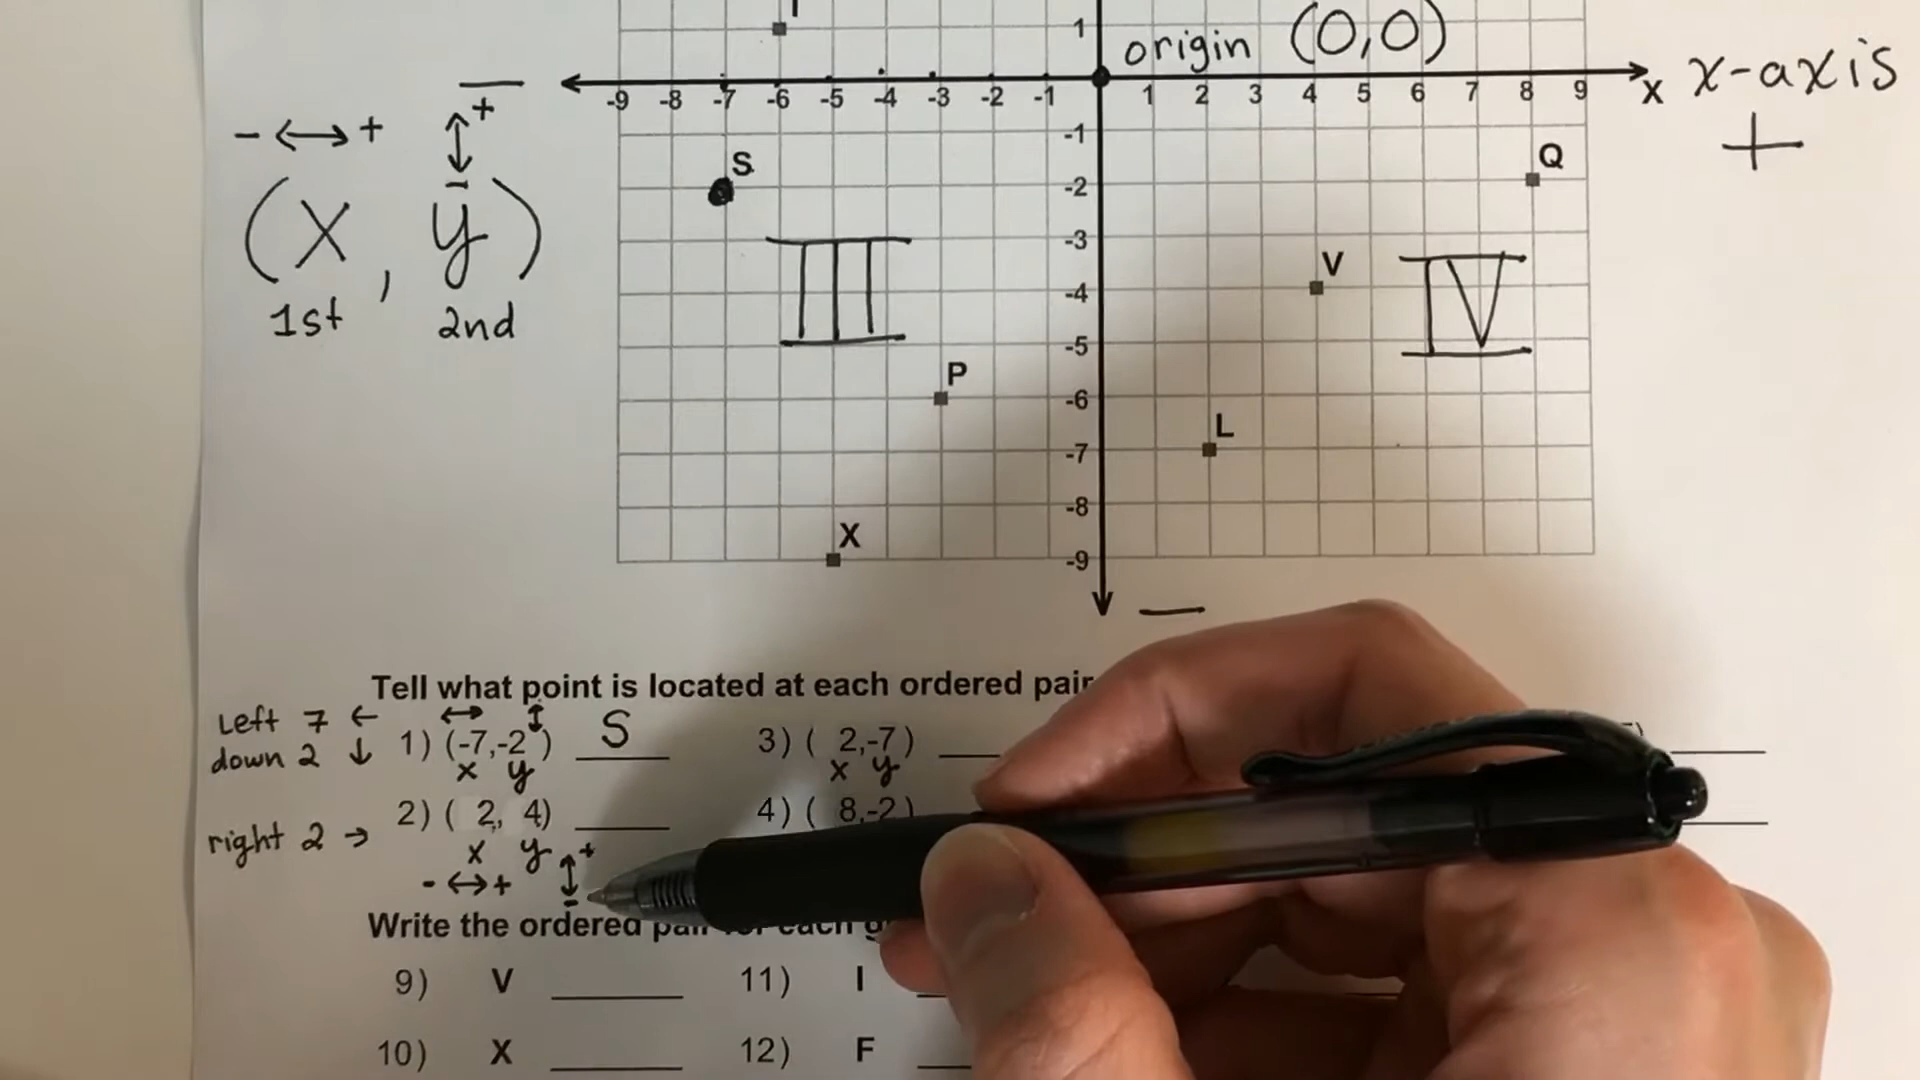 1 origin (0,0)
-9 -8 -7 -6 -5 -4 -3 -2 -1 1 2 3 4 5 6 7 8 9 x x-axis
+
- ↔ + ↕ +
-
(x, y)
1st 2nd
-1
S Q
-2
-3
III V IV
-4
-5
P
-6
L
-7
-8
X
-9
Tell what point is located at each ordered pair
Left 7 ← 1) (-7,-2) S 3) ( 2,-7)
down 2 ↓ x y x y
2) ( 2, 4) 4) ( 8,-2)
right 2 → x y
- ↔ + ↕ + -
Write the ordered
9) V 11) I
10) X 12) F